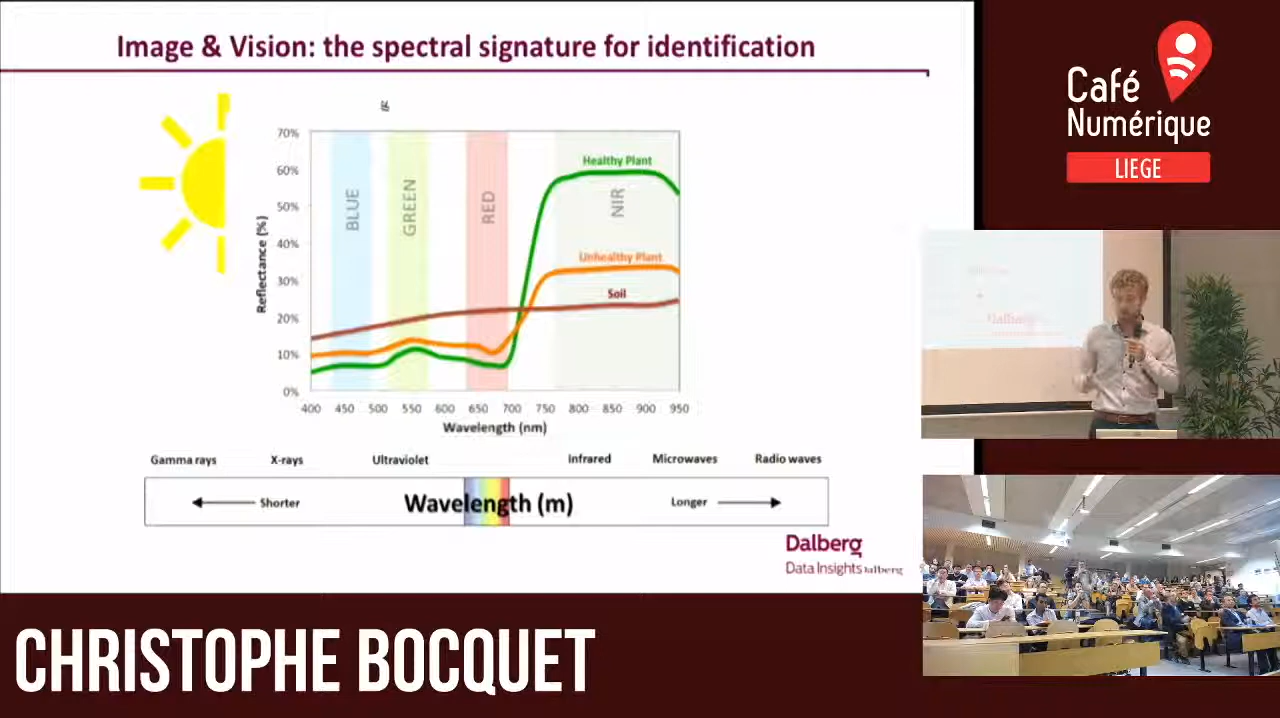 Image & Vision: the spectral signature for identification
70%
60%
50%
40%
30%
20%
10%
0%
Reflectance (%)
BLUE
GREEN
RED
NIR
Healthy Plant
Unhealthy Plant
Soil
400 450 500 550 600 650 700 750 800 850 900 950
Wavelength (nm)
Gamma rays X-rays Ultraviolet Infrared Microwaves Radio waves
Shorter Wavelength (m) Longer
Dalberg
Data Insights Dalberg
Café
Numérique
LIEGE
Dalberg
CHRISTOPHE BOCQUET